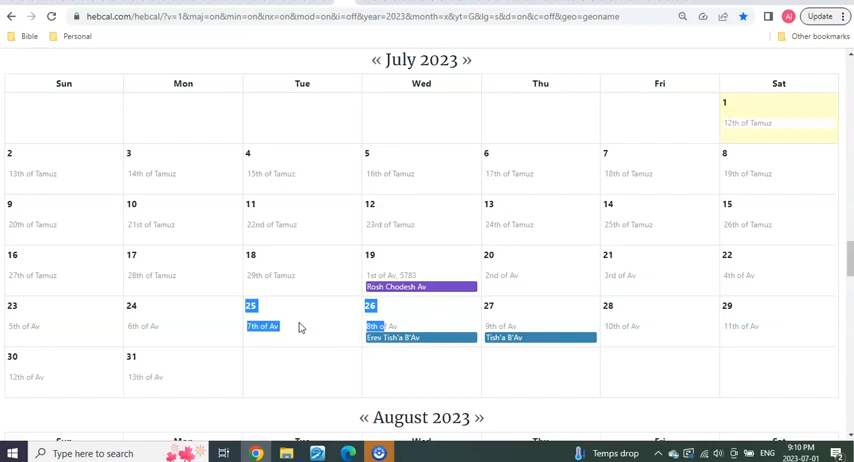 hebcal.com/hebcal/?v=1&maj=on&min=on&nx=on&mod=on&i=off&year=2023&month=x&yt=G&lg=s&d=on&c=off&geo=geoname
AI
Update
Bible
Personal
Other bookmarks
« July 2023 »
Sun Mon Tue Wed Thu Fri Sat
1
12th of Tamuz
2 3 4 5 6 7 8
13th of Tamuz 14th of Tamuz 15th of Tamuz 16th of Tamuz 17th of Tamuz 18th of Tamuz 19th of Tamuz
9 10 11 12 13 14 15
20th of Tamuz 21st of Tamuz 22nd of Tamuz 23rd of Tamuz 24th of Tamuz 25th of Tamuz 26th of Tamuz
16 17 18 19 20 21 22
27th of Tamuz 28th of Tamuz 29th of Tamuz 1st of Av, 5783 2nd of Av 3rd of Av 4th of Av
Rosh Chodesh Av
23 24 25 26 27 28 29
5th of Av 6th of Av 7th of Av 8th of Av 9th of Av 10th of Av 11th of Av
Erev Tish'a B'Av Tish'a B'Av
30 31
12th of Av 13th of Av
« August 2023 »
Type here to search
Temps drop
ENG
9:10 PM
2023-07-01
2